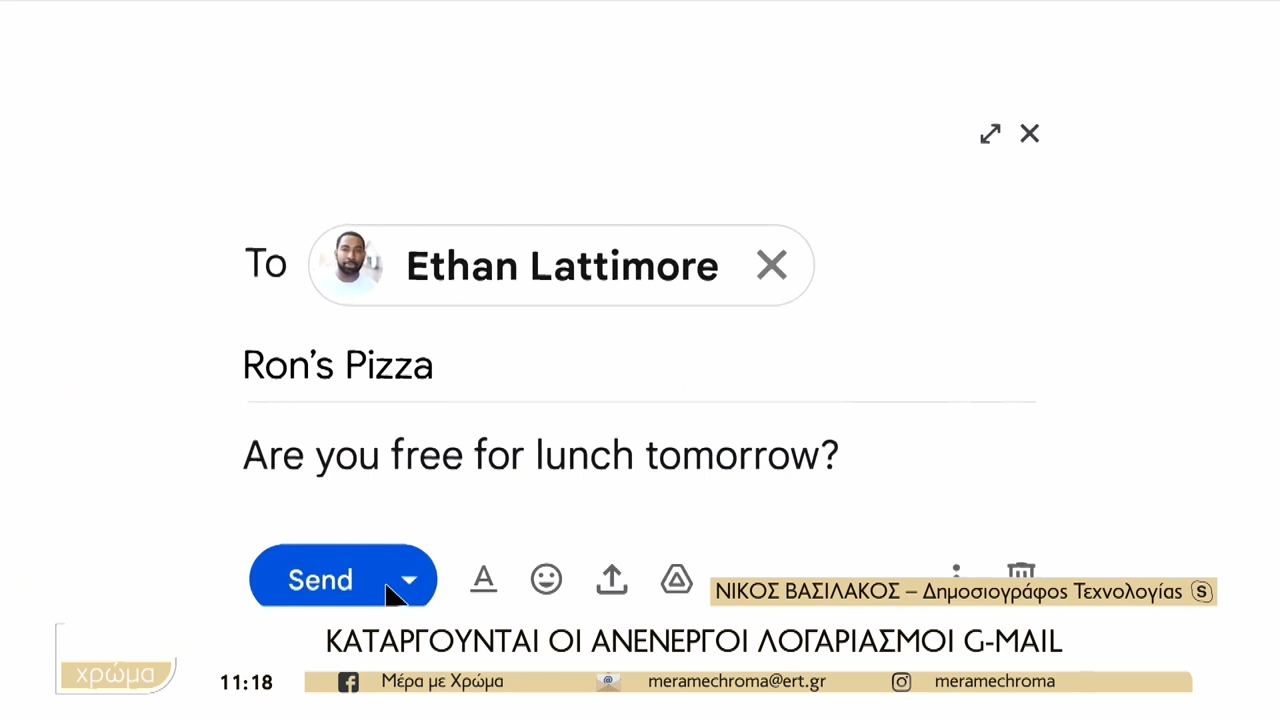 To Ethan Lattimore
Ron's Pizza
Are you free for lunch tomorrow?
Send
ΝΙΚΟΣ ΒΑΣΙΛΑΚΟΣ – Δημοσιογράφος Τεχνολογίας
ΚΑΤΑΡΓΟΥΝΤΑΙ ΟΙ ΑΝΕΝΕΡΓΟΙ ΛΟΓΑΡΙΑΣΜΟΙ G-MAIL
χρώμα
11:18 Μέρα με Χρώμα meramechroma@ert.gr meramechroma